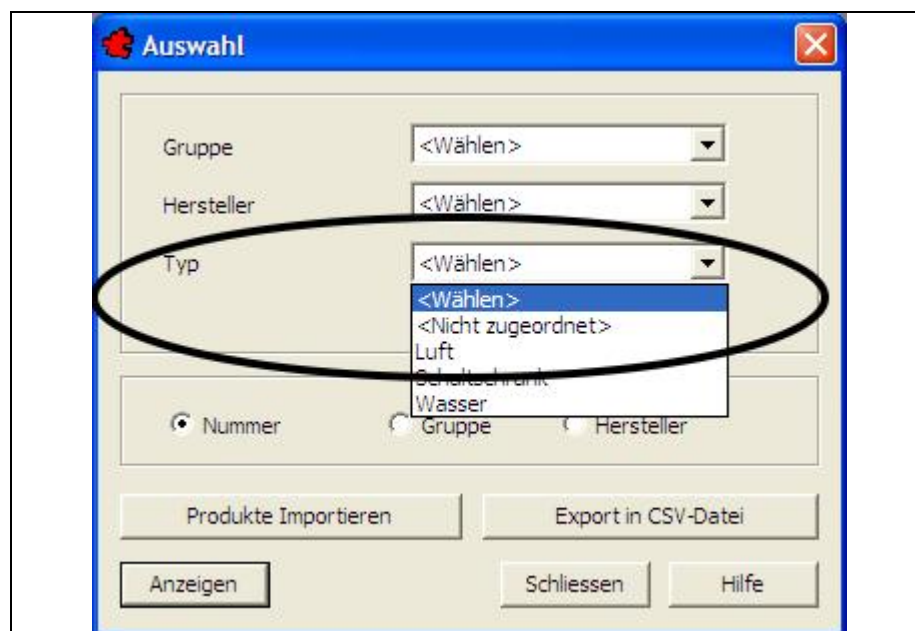 Auswahl
Gruppe <Wählen>
Hersteller <Wählen>
Typ <Wählen>
<Wählen>
<Nicht zugeordnet>
Luft
Schaltschrank
Wasser
Nummer Gruppe Hersteller
Produkte Importieren Export in CSV-Datei
Anzeigen Schliessen Hilfe